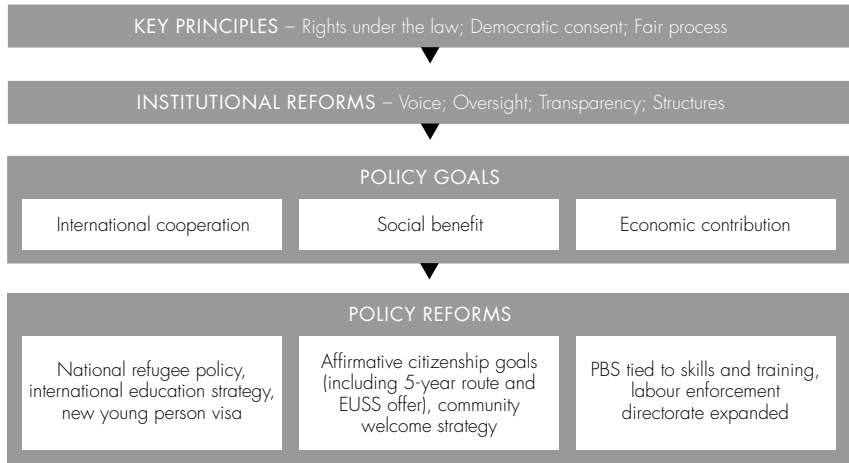 KEY PRINCIPLES – Rights under the law; Democratic consent; Fair process
INSTITUTIONAL REFORMS – Voice; Oversight; Transparency; Structures
POLICY GOALS
International cooperation
Social benefit
Economic contribution
POLICY REFORMS
National refugee policy,
international education strategy,
new young person visa
Affirmative citizenship goals
(including 5-year route and
EUSS offer), community
welcome strategy
PBS tied to skills and training,
labour enforcement
directorate expanded